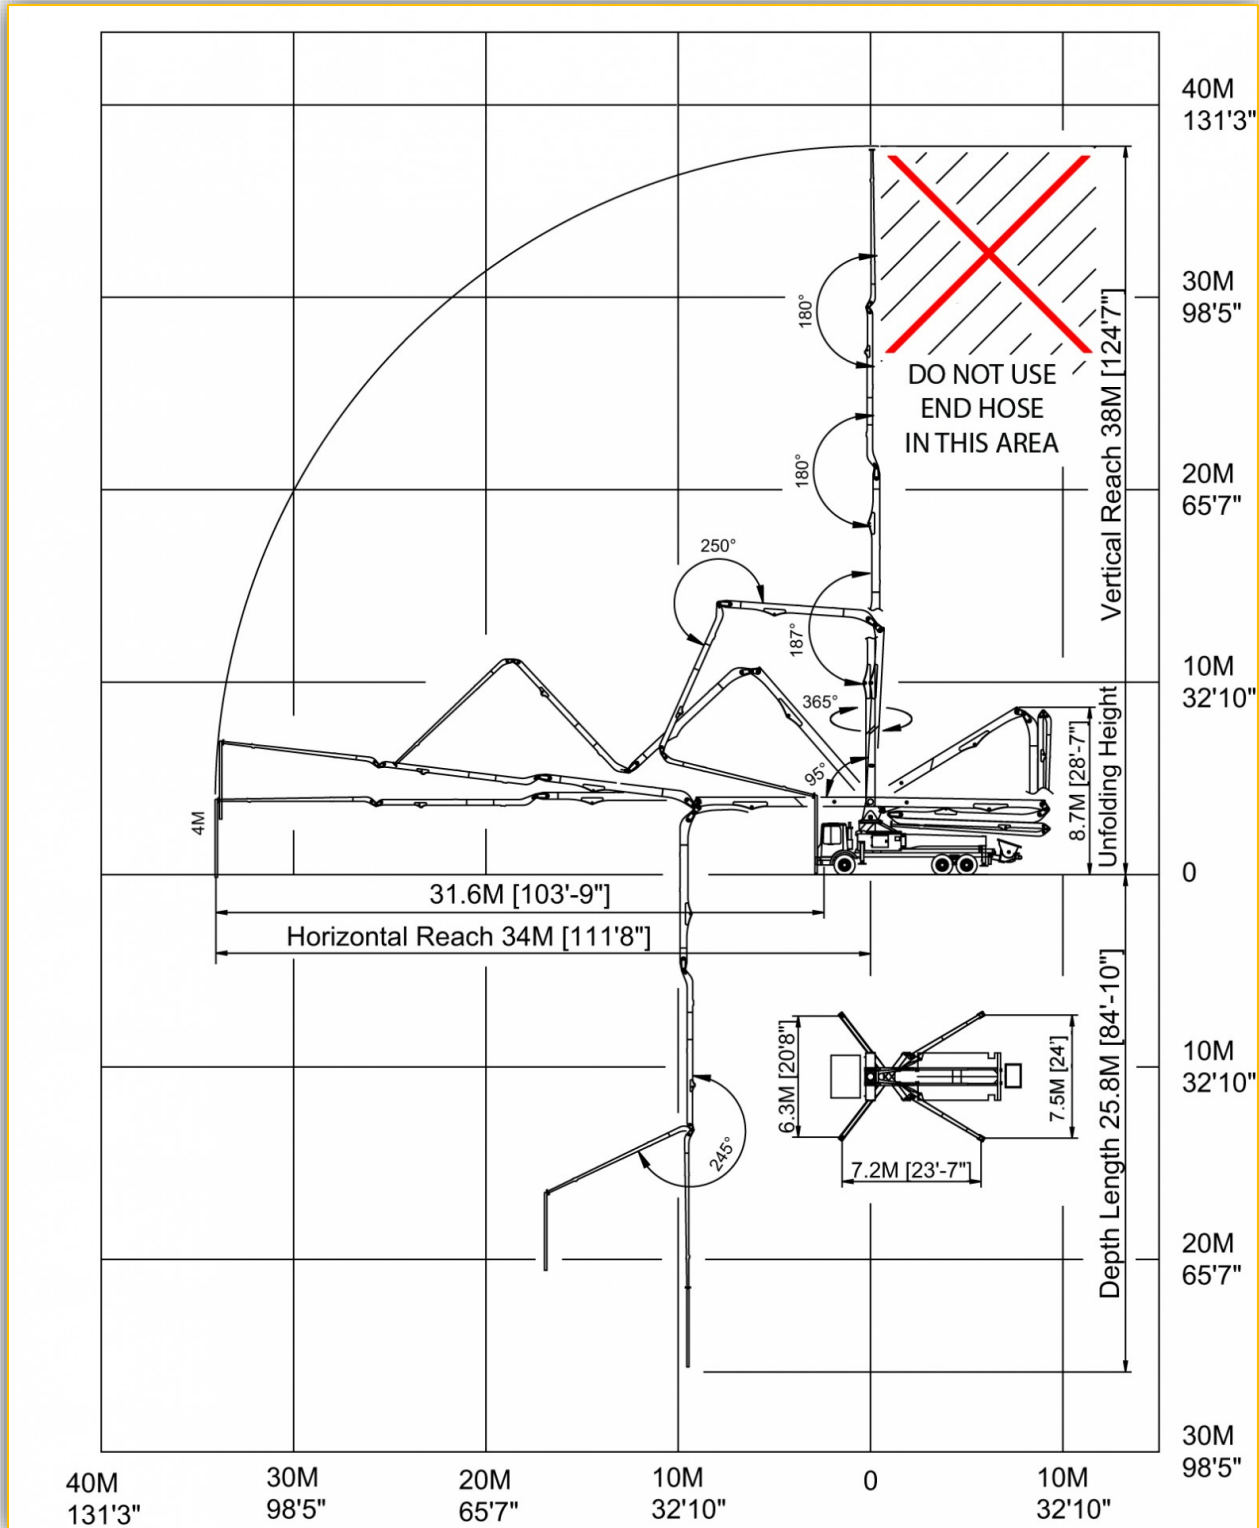 40M
131'3"
30M
98'5"
180°
DO NOT USE
END HOSE
IN THIS AREA
Vertical Reach 38M [124'7"]
20M
65'7"
180°
250°
187°
10M
32'10"
365°
95°
8.7M [28'-7"]
Unfolding Height
4M
0
31.6M [103'-9"]
Horizontal Reach 34M [111'8"]
Depth Length 25.8M [84'-10"]
6.3M [20'8"]
7.5M [24']
7.2M [23'-7"]
10M
32'10"
245°
20M
65'7"
30M
98'5"
40M
131'3"
30M
98'5"
20M
65'7"
10M
32'10"
0
10M
32'10"